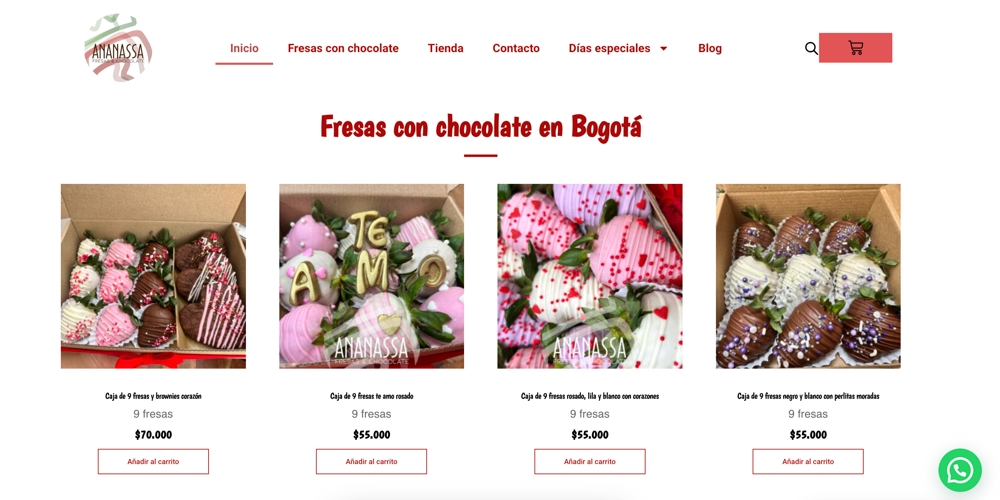 ANANASSA
FRESAS & CHOCOLATE
Inicio
Fresas con chocolate
Tienda
Contacto
Días especiales
Blog
Fresas con chocolate en Bogotá
TE
AMO
ANANASSA
FRESAS & CHOCOLATE
ANANASSA
FRESAS & CHOCOLATE
Caja de 9 fresas y brownies corazón
9 fresas
$70.000
Añadir al carrito
Caja de 9 fresas te amo rosado
9 fresas
$55.000
Añadir al carrito
Caja de 9 fresas rosado, lila y blanco con corazones
9 fresas
$55.000
Añadir al carrito
Caja de 9 fresas negro y blanco con perlitas moradas
9 fresas
$55.000
Añadir al carrito